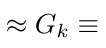 ≈ G_k ≡